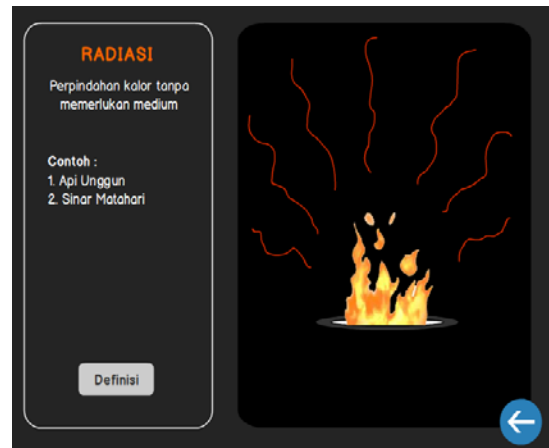 RADIASI
Perpindahan kalor tanpa
memerlukan medium
Contoh :
1. Api Unggun
2. Sinar Matahari
Definisi